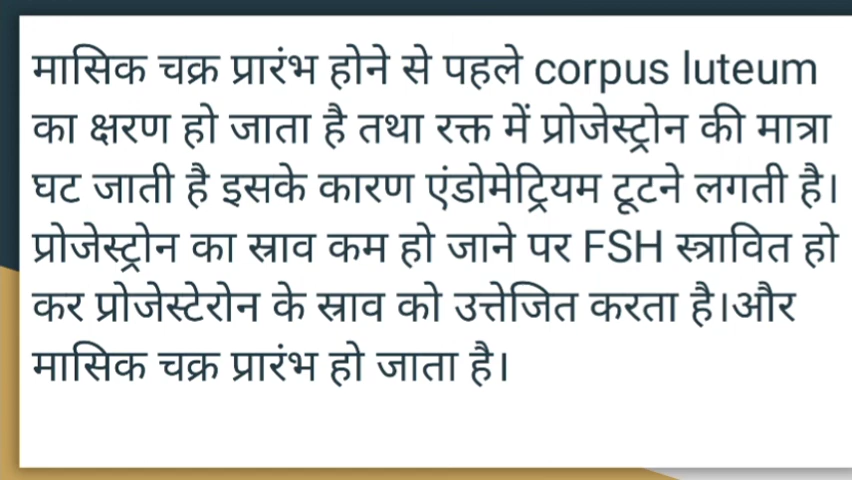 मासिक चक्र प्रारंभ होने से पहले corpus luteum
का क्षरण हो जाता है तथा रक्त में प्रोजेस्ट्रोन की मात्रा
घट जाती है इसके कारण एंडोमेट्रियम टूटने लगती है।
प्रोजेस्ट्रोन का स्राव कम हो जाने पर FSH स्त्रावित हो
कर प्रोजेस्टेरोन के स्राव को उत्तेजित करता है।और
मासिक चक्र प्रारंभ हो जाता है।